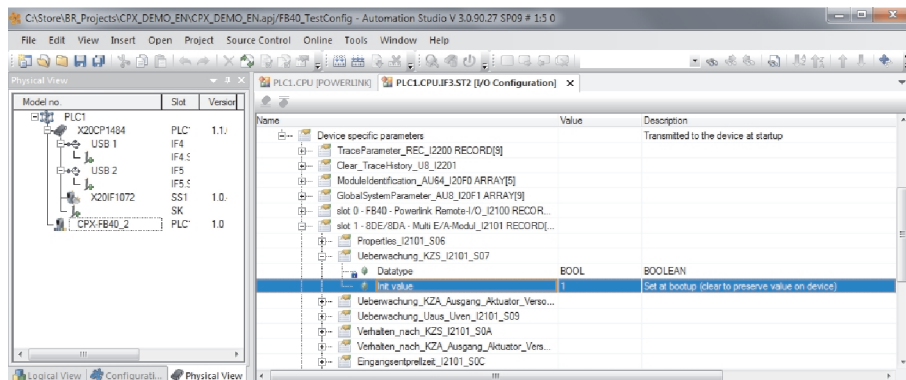 C:\Store\BR_Projects\CPX_DEMO_EN\CPX_DEMO_EN.apj/FB40_TestConfig - Automation Studio V 3.0.90.27 SP09 # 1:5 0
File Edit View Insert Open Project Source Control Online Tools Window Help
Physical View
PLC1.CPU [POWERLINK] PLC1.CPU.IF3.ST2 [I/O Configuration]
Model no. Slot Version
PLC1
X20CP1484 PLC 1.1.
USB 1 IF4
IF4.S
USB 2 IF5
IF5.S
X20IF1072 SS1 1.0.
SK
CPX-FB40_2 PLC 1.0
Name Value Description
Device specific parameters Transmitted to the device at startup
TraceParameter_REC_I2200 RECORD[9]
Clear_TraceHistory_U8_I2201
ModuleIdentification_AU64_I20F0 ARRAY[5]
GlobalSystemParameter_AU8_I20F1 ARRAY[9]
slot 0 - FB40 - Powerlink Remote-I/O_I2100 RECOR...
slot 1 - 8DE/8DA - Multi E/A-Modul_I2101 RECORD[...
Properties_I2101_S06
Ueberwachung_KZS_I2101_S07
Datatype BOOL BOOLEAN
Init value 1 Set at bootup (clear to preserve value on device)
Ueberwachung_KZA_Ausgang_Aktuator_Verso...
Ueberwachung_Uaus_Uven_I2101_S09
Verhalten_nach_KZS_I2101_S0A
Verhalten_nach_KZA_Ausgang_Aktuator_Vers...
Eingangsentprellzeit_I2101_S0C
Logical View Configurati... Physical View